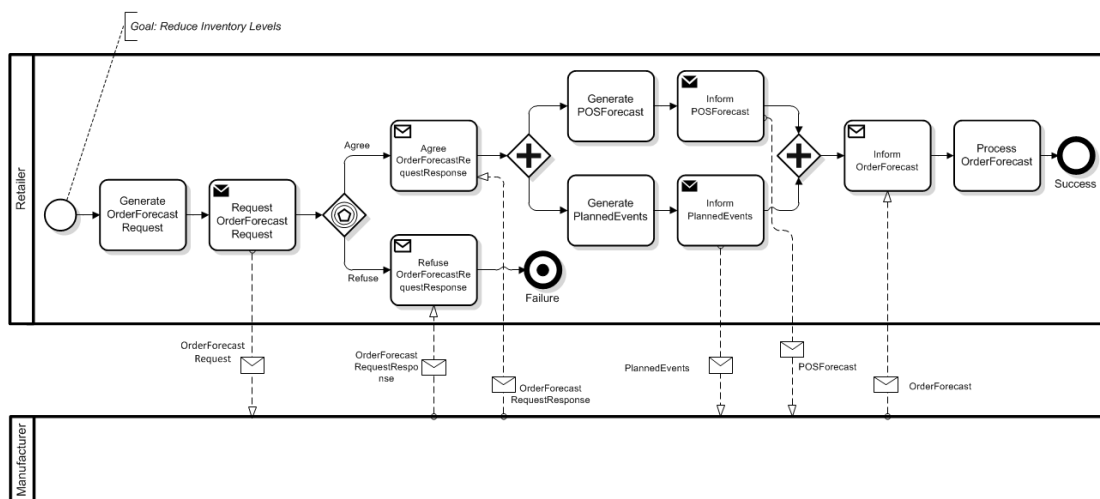 Goal: Reduce Inventory Levels
Retailer
Generate
OrderForecast
Request
Request
OrderForecast
Request
Agree
Refuse
Agree
OrderForecastRe
questResponse
Refuse
OrderForecastRe
questResponse
Failure
Generate
POSForecast
Inform
POSForecast
Generate
PlannedEvents
Inform
PlannedEvents
Inform
OrderForecast
Process
OrderForecast
Success
OrderForecast
Request
OrderForecast
RequestRespo
nse
OrderForecast
RequestResponse
PlannedEvents
POSForecast
OrderForecast
Manufacturer